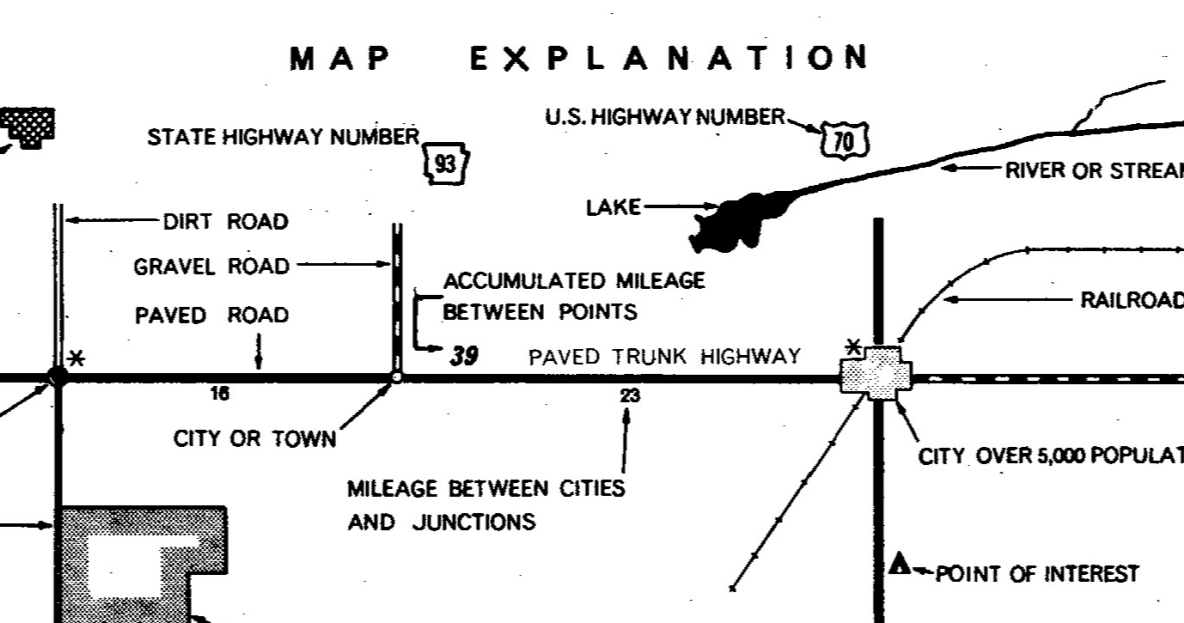 MAP EXPLANATION
STATE HIGHWAY NUMBER
93
U.S. HIGHWAY NUMBER
70
RIVER OR STREA
LAKE
DIRT ROAD
GRAVEL ROAD
PAVED ROAD
ACCUMULATED MILEAGE
BETWEEN POINTS
39
RAILROAD
PAVED TRUNK HIGHWAY
*
*
16
23
CITY OR TOWN
CITY OVER 5,000 POPULAT
MILEAGE BETWEEN CITIES
AND JUNCTIONS
POINT OF INTEREST